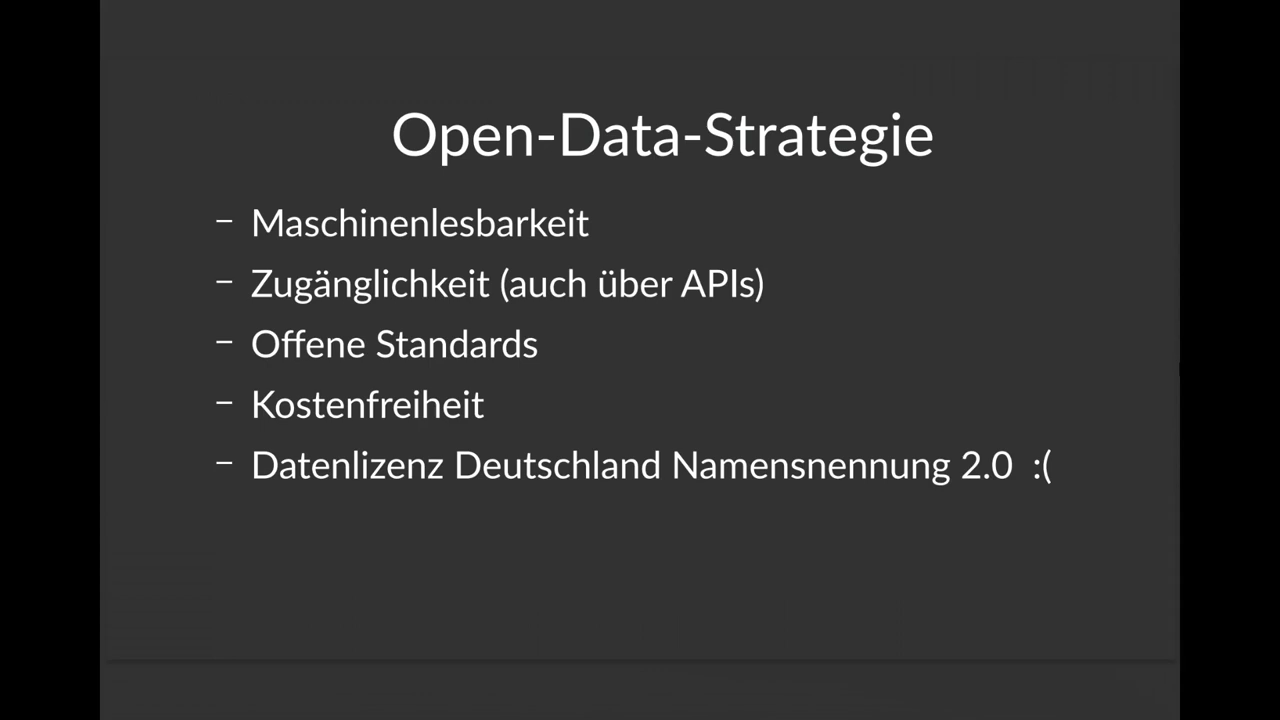 Open-Data-Strategie
– Maschinenlesbarkeit
– Zugänglichkeit (auch über APIs)
– Offene Standards
– Kostenfreiheit
– Datenlizenz Deutschland Namensnennung 2.0  :(